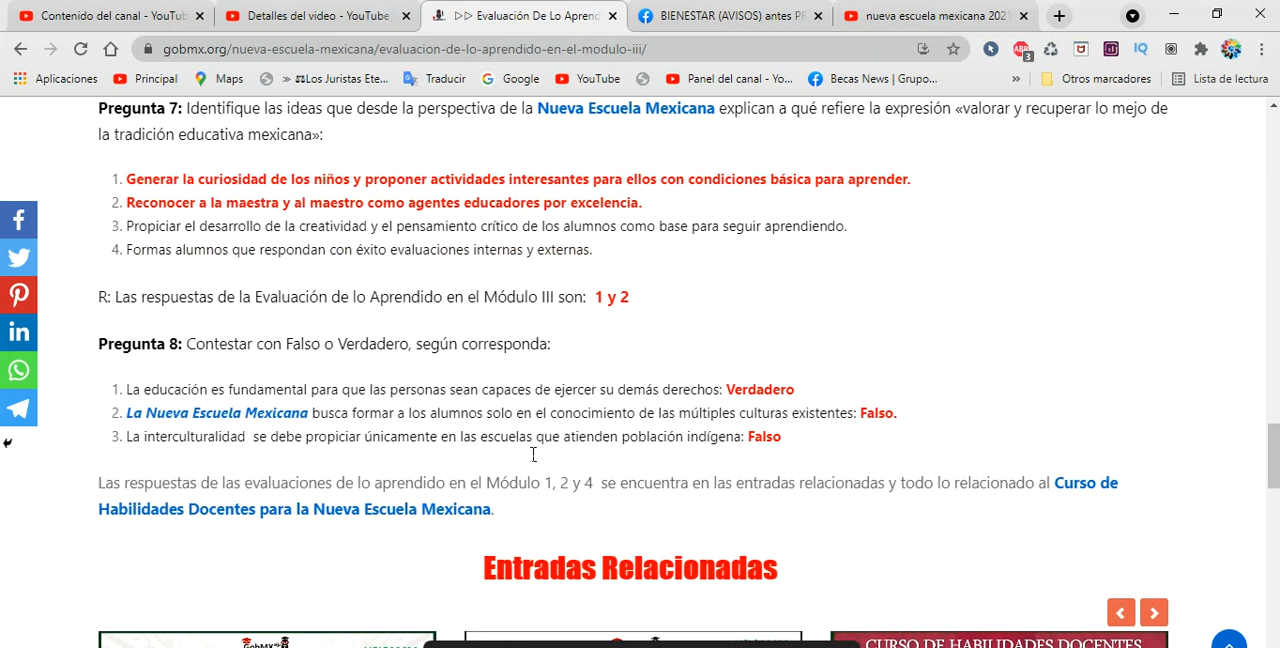 Contenido del canal - YouTub
Detalles del video - YouTube
▷▷ Evaluación De Lo Aprend
BIENESTAR (AVISOS) antes PR
nueva escuela mexicana 2021
gobmx.org/nueva-escuela-mexicana/evaluacion-de-lo-aprendido-en-el-modulo-iii/
ABP 3 IQ
Aplicaciones Principal Maps » ⚖Los Juristas Ete... Traducir Google YouTube Panel del canal - Yo... Becas News | Grupo... » Otros marcadores Lista de lectura
Pregunta 7: Identifique las ideas que desde la perspectiva de la Nueva Escuela Mexicana explican a qué refiere la expresión «valorar y recuperar lo mejor de
la tradición educativa mexicana»:
1. Generar la curiosidad de los niños y proponer actividades interesantes para ellos con condiciones básica para aprender.
2. Reconocer a la maestra y al maestro como agentes educadores por excelencia.
3. Propiciar el desarrollo de la creatividad y el pensamiento crítico de los alumnos como base para seguir aprendiendo.
4. Formas alumnos que respondan con éxito evaluaciones internas y externas.
R: Las respuestas de la Evaluación de lo Aprendido en el Módulo III son: 1 y 2
Pregunta 8: Contestar con Falso o Verdadero, según corresponda:
1. La educación es fundamental para que las personas sean capaces de ejercer su demás derechos: Verdadero
2. La Nueva Escuela Mexicana busca formar a los alumnos solo en el conocimiento de las múltiples culturas existentes: Falso.
3. La interculturalidad se debe propiciar únicamente en las escuelas que atienden población indígena: Falso
Las respuestas de las evaluaciones de lo aprendido en el Módulo 1, 2 y 4 se encuentra en las entradas relacionadas y todo lo relacionado al Curso de
Habilidades Docentes para la Nueva Escuela Mexicana.
Entradas Relacionadas
GobMX
CURSO DE HABILIDADES DOCENTES